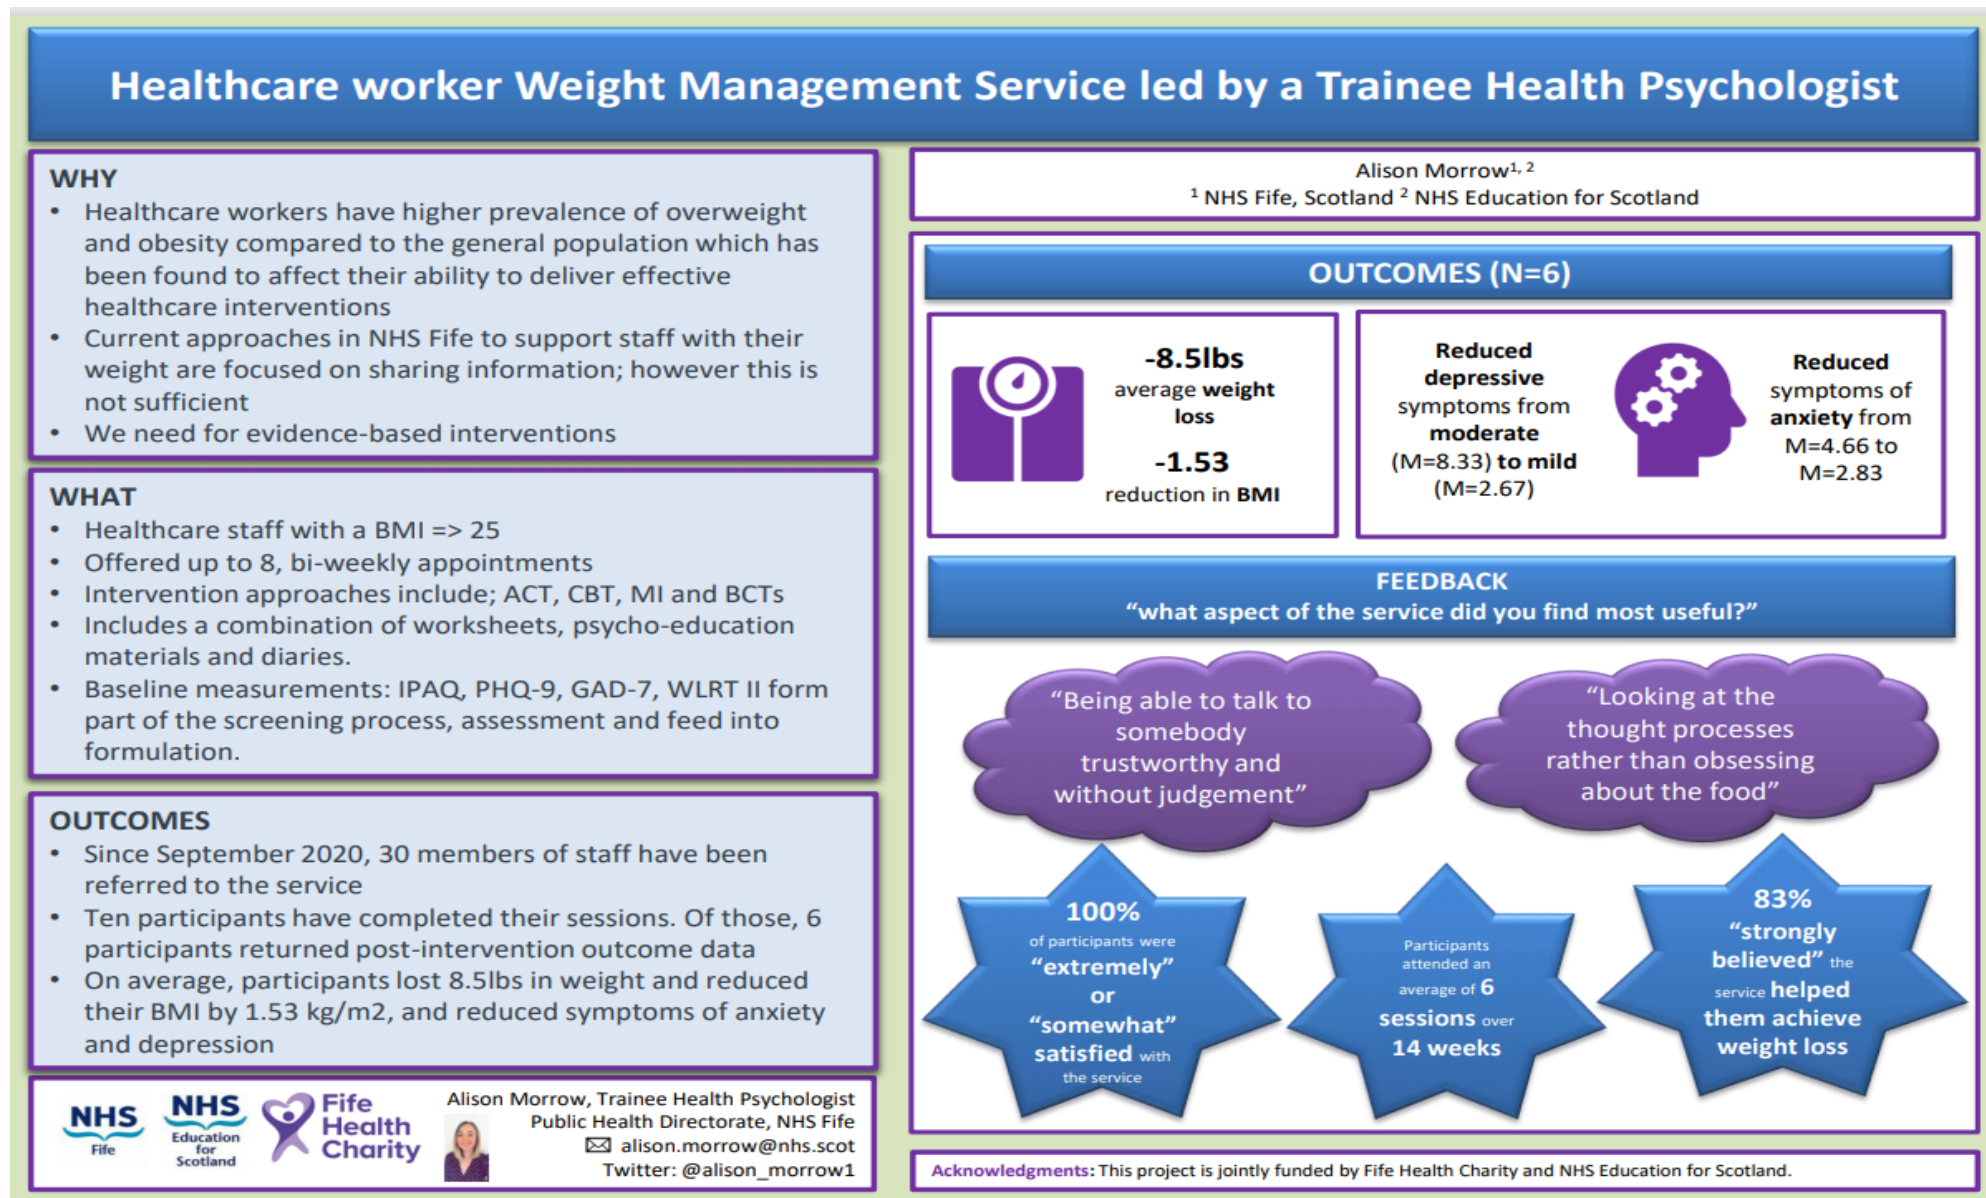 Healthcare worker Weight Management Service led by a Trainee Health Psychologist
WHY
• Healthcare workers have higher prevalence of overweight
and obesity compared to the general population which has
been found to affect their ability to deliver effective
healthcare interventions
• Current approaches in NHS Fife to support staff with their
weight are focused on sharing information; however this is
not sufficient
• We need for evidence-based interventions
WHAT
• Healthcare staff with a BMI => 25
• Offered up to 8, bi-weekly appointments
• Intervention approaches include; ACT, CBT, MI and BCTs
• Includes a combination of worksheets, psycho-education
materials and diaries.
• Baseline measurements: IPAQ, PHQ-9, GAD-7, WLRT II form
part of the screening process, assessment and feed into
formulation.
OUTCOMES
• Since September 2020, 30 members of staff have been
referred to the service
• Ten participants have completed their sessions. Of those, 6
participants returned post-intervention outcome data
• On average, participants lost 8.5lbs in weight and reduced
their BMI by 1.53 kg/m2, and reduced symptoms of anxiety
and depression
NHS
Fife
NHS
Education
for
Scotland
Fife
Health
Charity
Alison Morrow, Trainee Health Psychologist
Public Health Directorate, NHS Fife
alison.morrow@nhs.scot
Twitter: @alison_morrow1
Alison Morrow1, 2
1 NHS Fife, Scotland 2 NHS Education for Scotland
OUTCOMES (N=6)
-8.5lbs
average weight
loss
-1.53
reduction in BMI
Reduced
depressive
symptoms from
moderate
(M=8.33) to mild
(M=2.67)
Reduced
symptoms of
anxiety from
M=4.66 to
M=2.83
FEEDBACK
“what aspect of the service did you find most useful?”
“Being able to talk to
somebody
trustworthy and
without judgement”
“Looking at the
thought processes
rather than obsessing
about the food”
100%
of participants were
“extremely”
or
“somewhat”
satisfied with
the service
Participants
attended an
average of 6
sessions over
14 weeks
83%
“strongly
believed” the
service helped
them achieve
weight loss
Acknowledgments: This project is jointly funded by Fife Health Charity and NHS Education for Scotland.